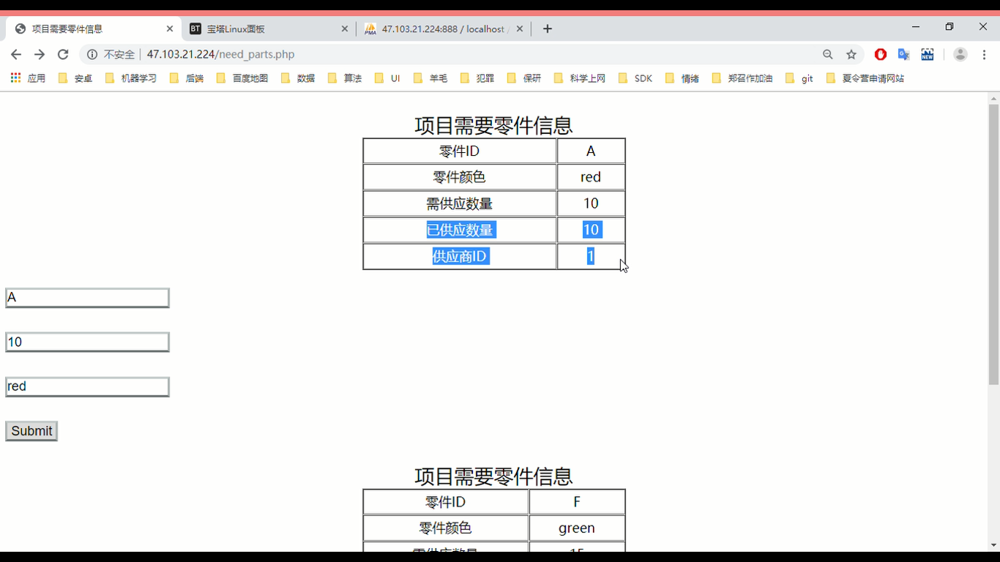 项目需要零件信息
宝塔Linux面板
47.103.21.224:888 / localhost
不安全 47.103.21.224/need_parts.php
应用 安卓 机器学习 后端 百度地图 数据 算法 UI 羊毛 犯罪 保研 科学上网 SDK 情绪 郑召作加油 git 夏令营申请网站
项目需要零件信息
零件ID A
零件颜色 red
需供应数量 10
已供应数量 10
供应商ID 1
A
10
red
Submit
项目需要零件信息
零件ID F
零件颜色 green
需供应数量 15